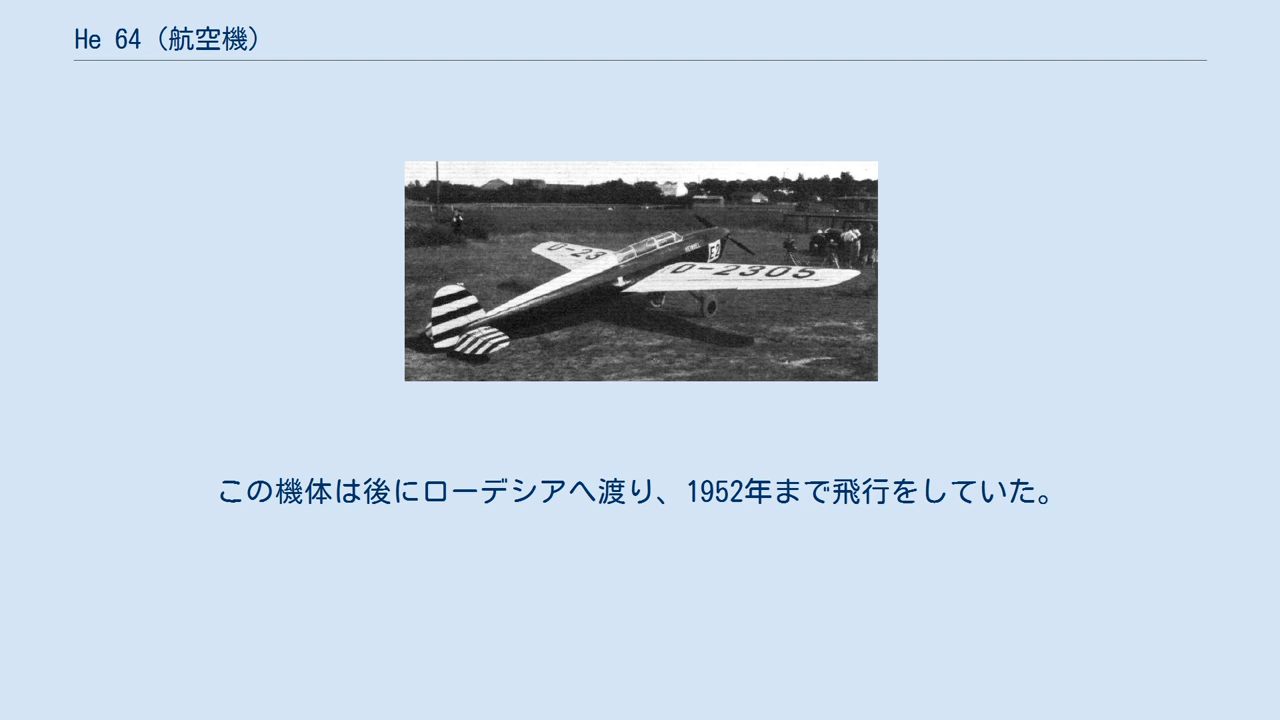 He 64（航空機）
D-23
E2
D-2305
この機体は後にローデシアへ渡り、1952年まで飛行をしていた。